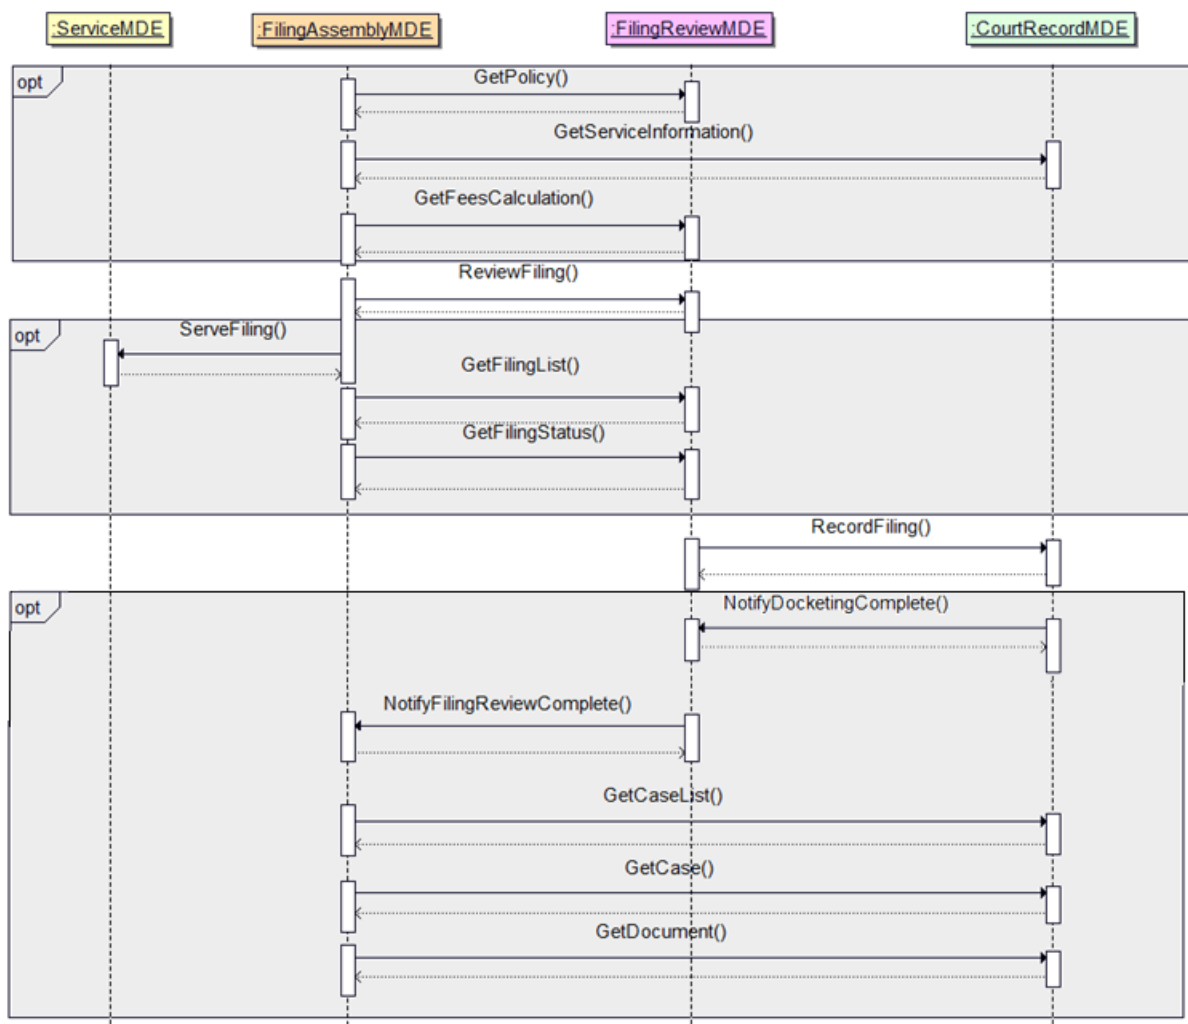 :ServiceMDE
:FilingAssemblyMDE
:FilingReviewMDE
:CourtRecordMDE
opt
GetPolicy()
GetServiceInformation()
GetFeesCalculation()
ReviewFiling()
opt
ServeFiling()
GetFilingList()
GetFilingStatus()
RecordFiling()
opt
NotifyDocketingComplete()
NotifyFilingReviewComplete()
GetCaseList()
GetCase()
GetDocument()